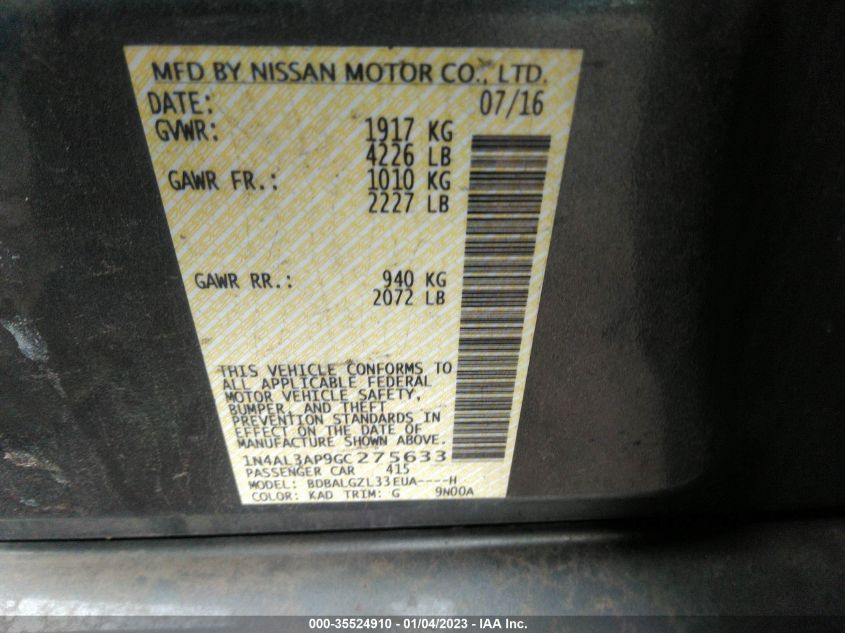 MFD BY NISSAN MOTOR CO., LTD.
DATE: 07/16
GVWR: 1917 KG
4226 LB
GAWR FR.: 1010 KG
2227 LB
GAWR RR.: 940 KG
2072 LB
THIS VEHICLE CONFORMS TO
ALL APPLICABLE FEDERAL
MOTOR VEHICLE SAFETY,
BUMPER, AND THEFT
PREVENTION STANDARDS IN
EFFECT ON THE DATE OF
MANUFACTURE SHOWN ABOVE.
1N4AL3AP9GC275633
PASSENGER CAR 415
MODEL: BDBALGZL33EUA----H
COLOR: KAD TRIM: G 9N00A
000-35524910 - 01/04/2023 - IAA Inc.